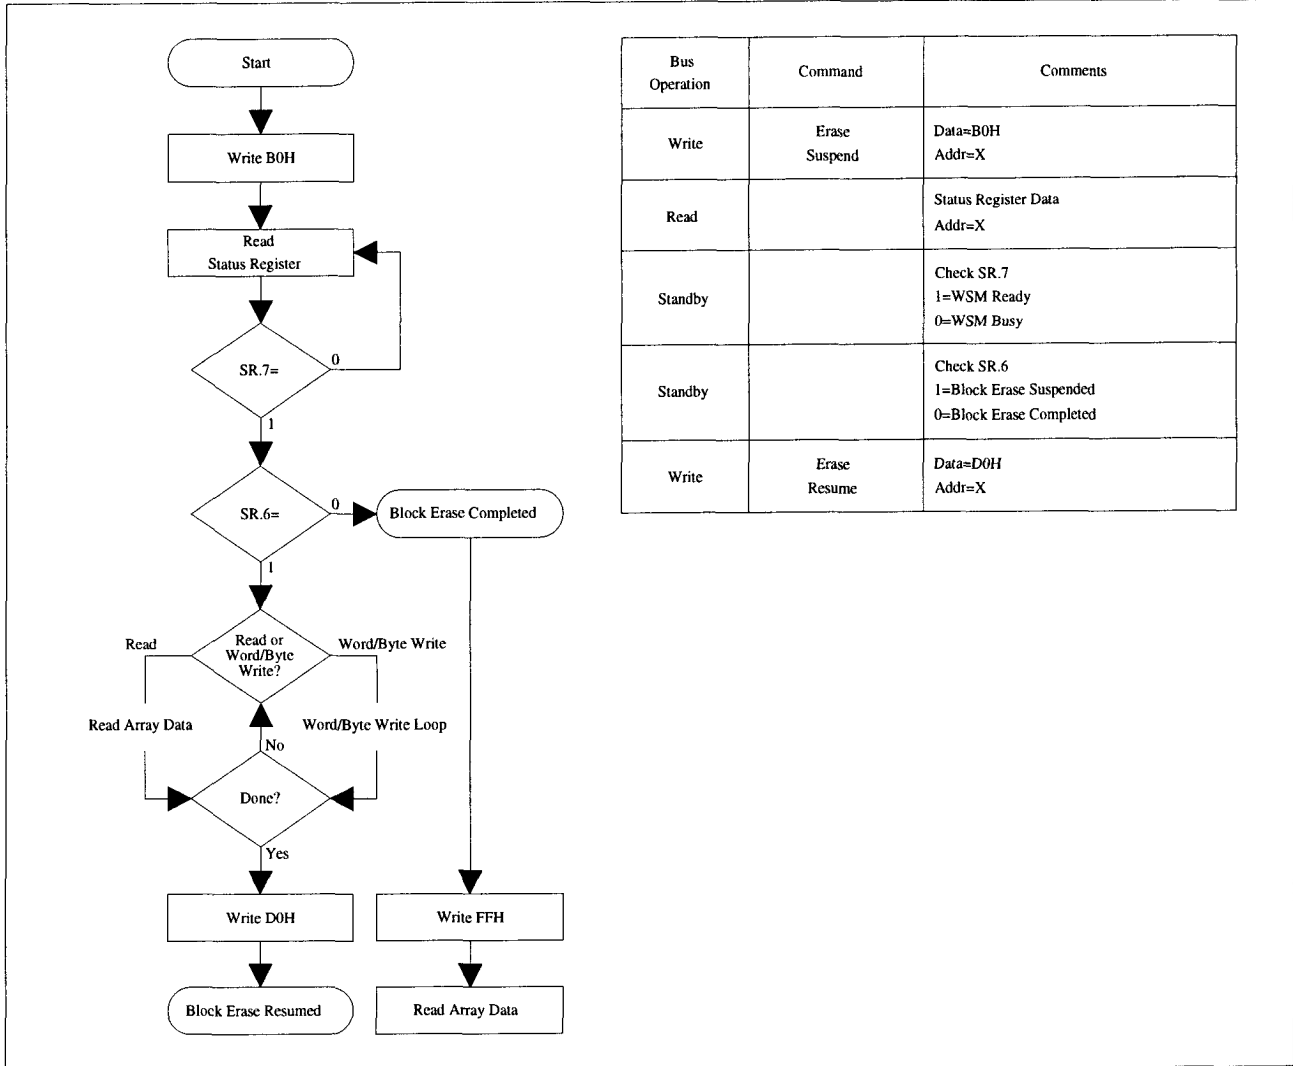 Start
Write B0H
Read
Status Register
SR.7=
0
1
SR.6=
0
Block Erase Completed
1
Read or
Word/Byte
Write?
Read
Word/Byte Write
Read Array Data
Word/Byte Write Loop
No
Done?
Yes
Write D0H
Write FFH
Block Erase Resumed
Read Array Data
Bus
Operation
Command
Comments
Write
Erase
Suspend
Data=B0H
Addr=X
Read
Status Register Data
Addr=X
Standby
Check SR.7
1=WSM Ready
0=WSM Busy
Standby
Check SR.6
1=Block Erase Suspended
0=Block Erase Completed
Write
Erase
Resume
Data=D0H
Addr=X